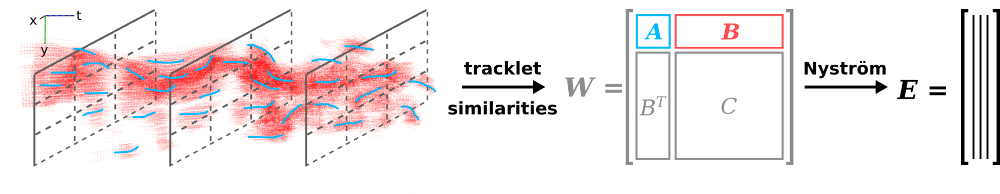 x
t
y
tracklet
similarities
W =
A
B
B^T
C
Nyström
E =